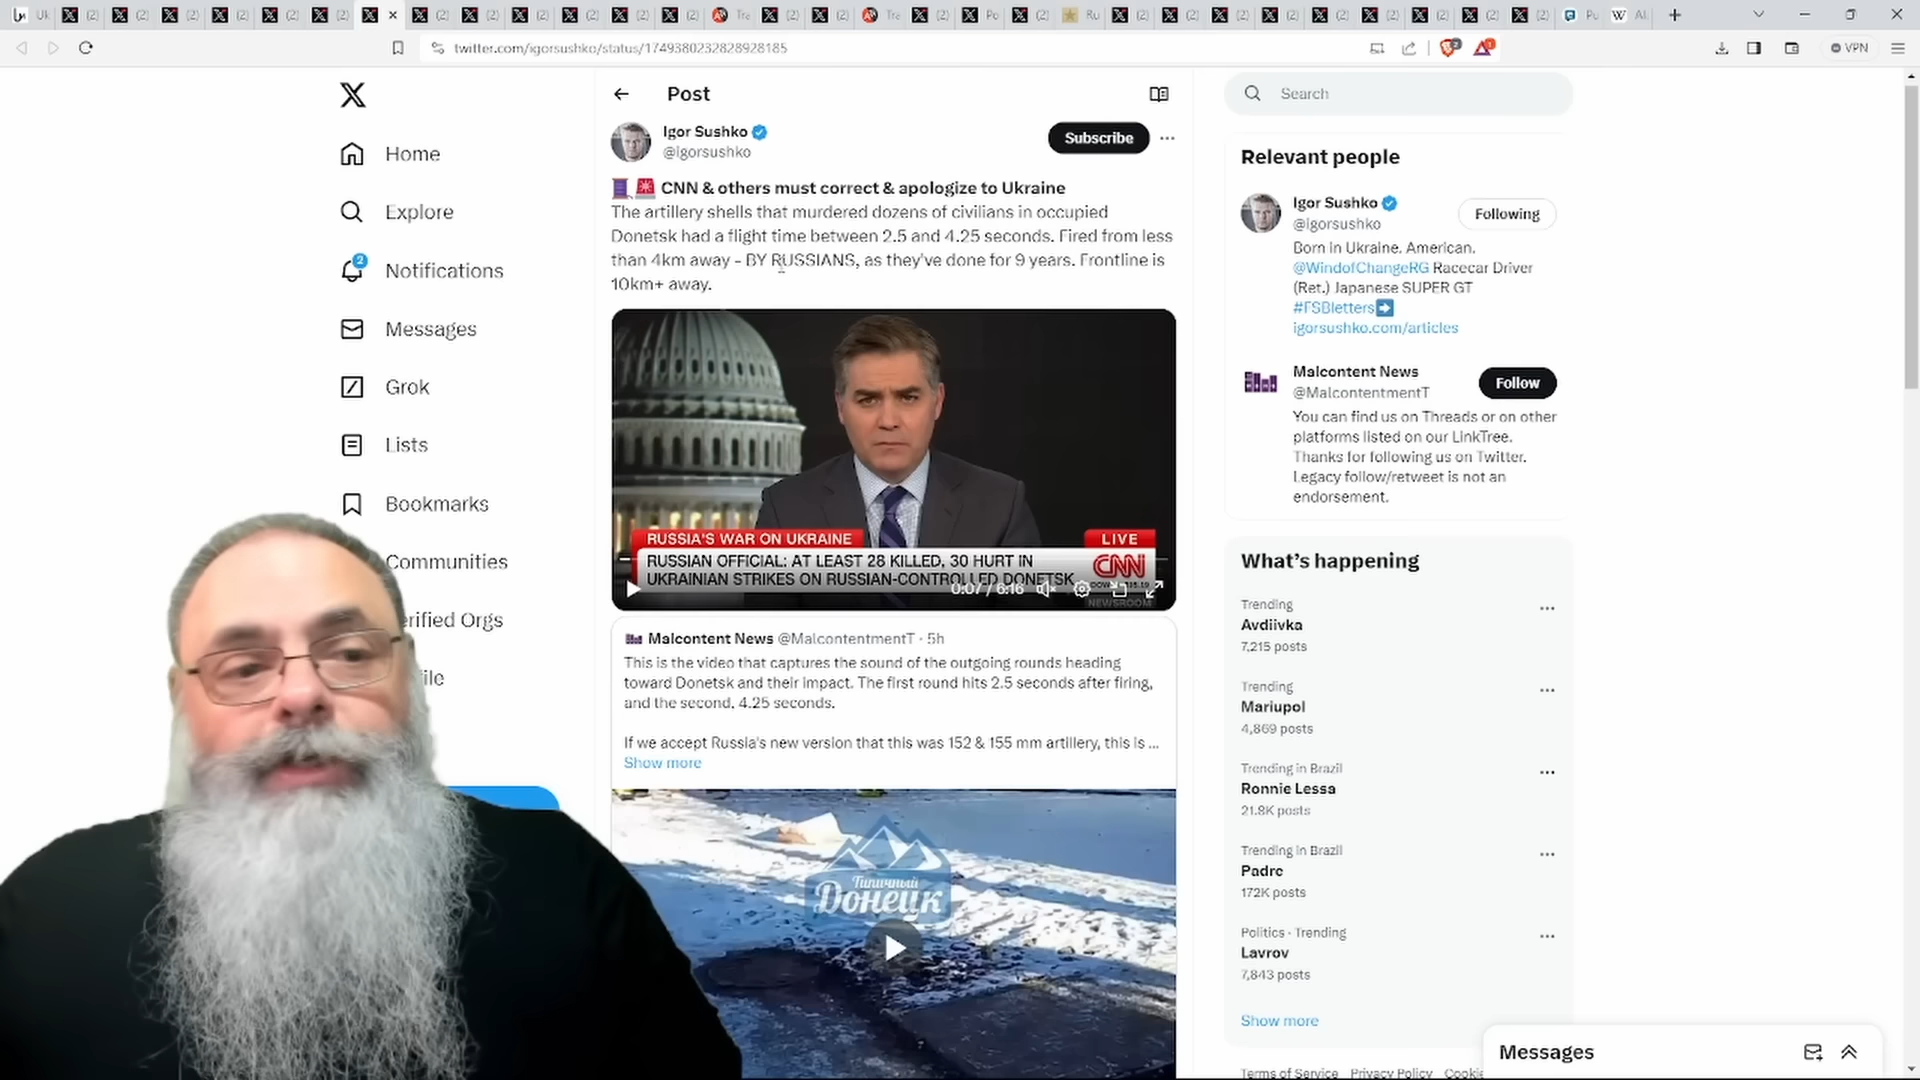 twitter.com/igorsushko/status/1749380232828928185
VPN
Post
Search
Home
Explore
2
Notifications
Messages
Grok
Lists
Bookmarks
Communities
erified Orgs
Igor Sushko
@igorsushko
Subscribe
CNN & others must correct & apologize to Ukraine
The artillery shells that murdered dozens of civilians in occupied
Donetsk had a flight time between 2.5 and 4.25 seconds. Fired from less
than 4km away - BY RUSSIANS, as they've done for 9 years. Frontline is
10km+ away.
RUSSIA'S WAR ON UKRAINE
LIVE
RUSSIAN OFFICIAL: AT LEAST 28 KILLED, 30 HURT IN
UKRAINIAN STRIKES ON RUSSIAN-CONTROLLED DONETSK
CNN
0:07 / 6:16
NEWSROOM
Malcontent News @MalcontentmentT · 5h
This is the video that captures the sound of the outgoing rounds heading
toward Donetsk and their impact. The first round hits 2.5 seconds after firing,
and the second, 4.25 seconds.
If we accept Russia's new version that this was 152 & 155 mm artillery, this is ...
Show more
Типичный
Донецк
Relevant people
Igor Sushko
@igorsushko
Following
Born in Ukraine. American.
@WindofChangeRG Racecar Driver
(Ret.) Japanese SUPER GT
#FSBletters
igorsushko.com/articles
Malcontent News
@MalcontentmentT
Follow
You can find us on Threads or on other
platforms listed on our LinkTree.
Thanks for following us on Twitter.
Legacy follow/retweet is not an
endorsement.
What's happening
Trending
Avdiivka
7,215 posts
Trending
Mariupol
4,869 posts
Trending in Brazil
Ronnie Lessa
21.8K posts
Trending in Brazil
Padre
172K posts
Politics · Trending
Lavrov
7,843 posts
Show more
Messages
Terms of Service Privacy Policy Cookie